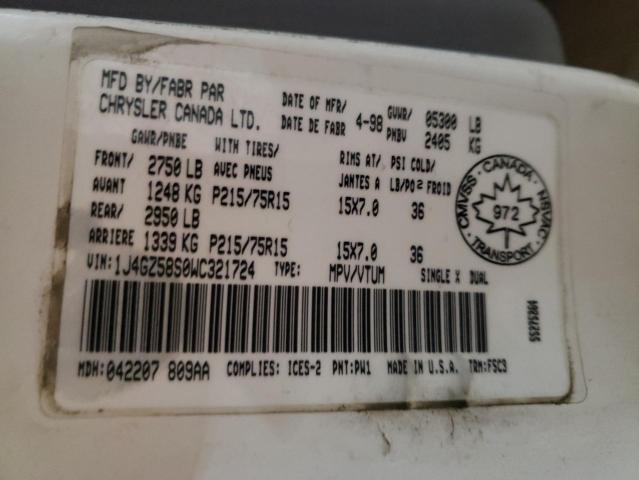 MFD BY/FABR PAR
CHRYSLER CANADA LTD.
DATE OF MFR/
DATE DE FABR 4-98
GVWR/ 05300 LB
PNBV 2405 KG
GAWR/PNBE WITH TIRES/ RIMS AT/ PSI COLD/
FRONT/ 2750 LB AVEC PNEUS JANTES A LB/PO2 FROID
AVANT 1248 KG P215/75R15 15X7.0 36
REAR/ 2950 LB
ARRIERE 1339 KG P215/75R15 15X7.0 36
VIN: 1J4GZ58S0WC321724 TYPE: MPV/VTUM SINGLE X DUAL
CMVSS · CANADA · NSVAC
972
TRANSPORT
55275264
MDH: 042207 809AA COMPLIES: ICES-2 PNT: PW1 MADE IN U.S.A. TRM: FSC3